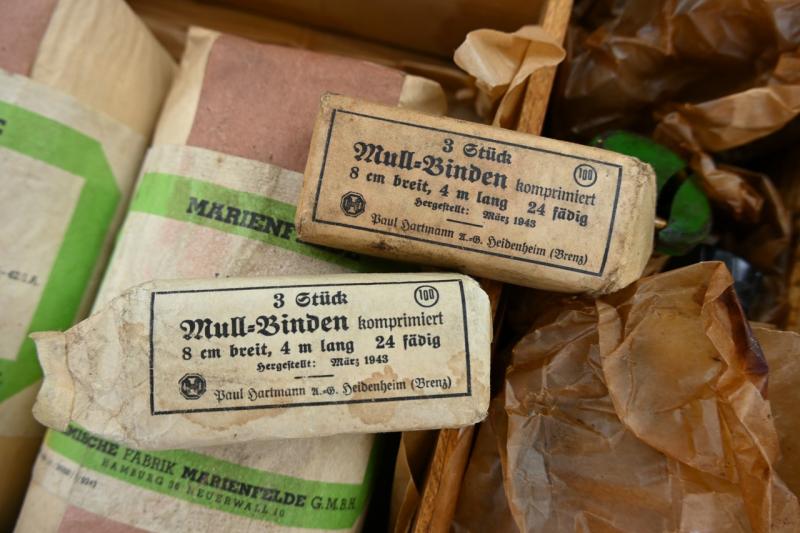 3 Stück
100
Mull-Binden komprimiert
8 cm breit, 4 m lang 24 fädig
Hergestellt: März 1943
Paul Hartmann A.-G. Heidenheim (Brenz)
MARIENF
3 Stück
100
Mull-Binden komprimiert
8 cm breit, 4 m lang 24 fädig
Hergestellt: März 1943
Paul Hartmann A.-G. Heidenheim (Brenz)
MISCHE FABRIK MARIENFELDE G.M.B.H.
HAMBURG 36 NEUERWALL 10